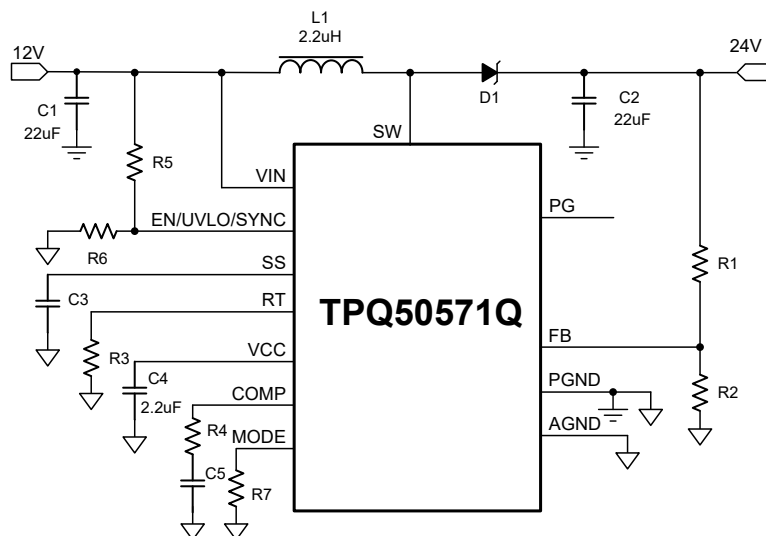 L1
2.2uH
12V
24V
C1
22uF
D1
C2
22uF
SW
R5
VIN
PG
EN/UVLO/SYNC
R6
R1
SS
C3
RT
TPQ50571Q
R3
VCC
FB
C4
2.2uF
PGND
R2
COMP
R4
AGND
MODE
C5
R7